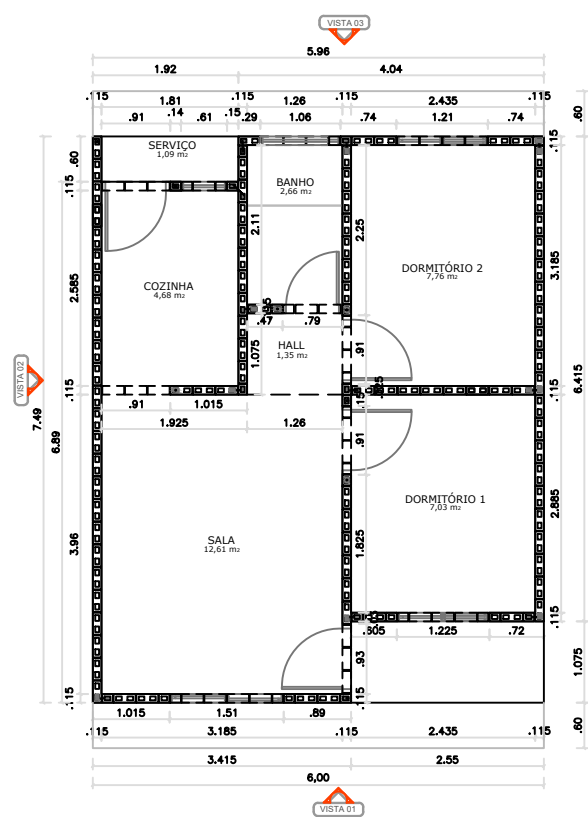 VISTA 03
5.96
1.92 4.04
.115 1.81 .115 1.26 .115 2.435 .115
.91 .14 .61 .15 .29 1.06 .74 1.21 .74
.60
.60
SERVIÇO
1,09 m²
.115
.115
BANHO
2,66 m²
2.11
2.25
COZINHA
4,68 m²
DORMITÓRIO 2
7,76 m²
2.585
3.185
.47 .79
HALL
1,35 m²
1.075
.91
VISTA 02
7.49
6.89
6.415
.115
.115
.15
.91 1.015
1.925 1.26
.91
DORMITÓRIO 1
7,03 m²
2.885
SALA
12,61 m²
3.96
1.825
.115
.605 1.225 .72
.93
1.075
.115
.115
1.015 1.51 .89
.60
.115 3.185 .115 2.435 .115
3.415 2.55
6,00
VISTA 01